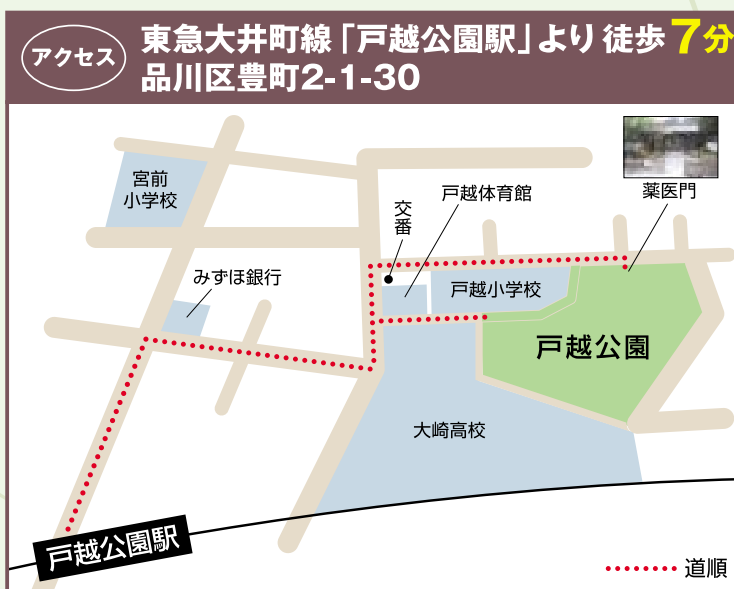 アクセス
東急大井町線「戸越公園駅」より徒歩7分
品川区豊町2-1-30
宮前
小学校
交番
戸越体育館
薬医門
みずほ銀行
戸越小学校
戸越公園
大崎高校
戸越公園駅
道順